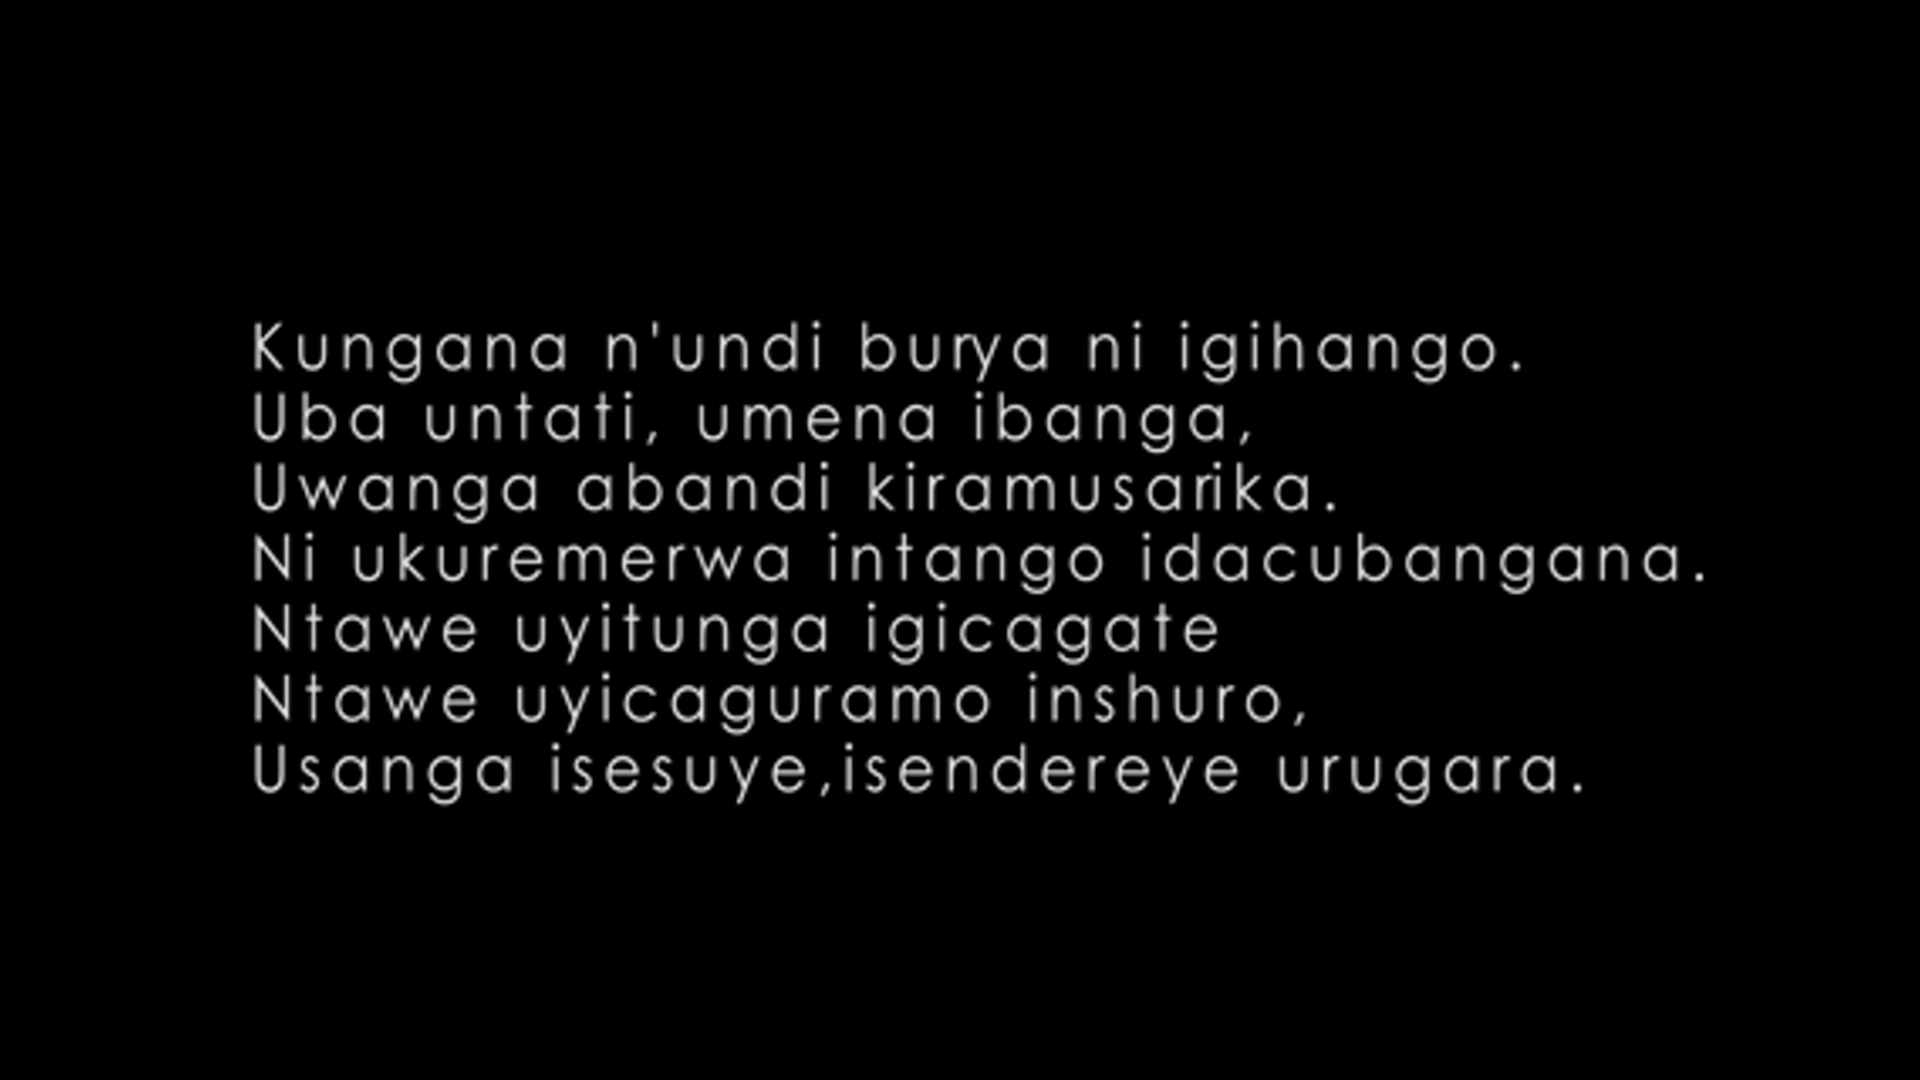 Kungana n'undi burya ni igihango.
Uba untati, umena ibanga,
Uwanga abandi kiramusarika.
Ni ukuremerwa intango idacubangana.
Ntawe uyitunga igicagate
Ntawe uyicaguramo inshuro,
Usanga isesuye,isendereye urugara.